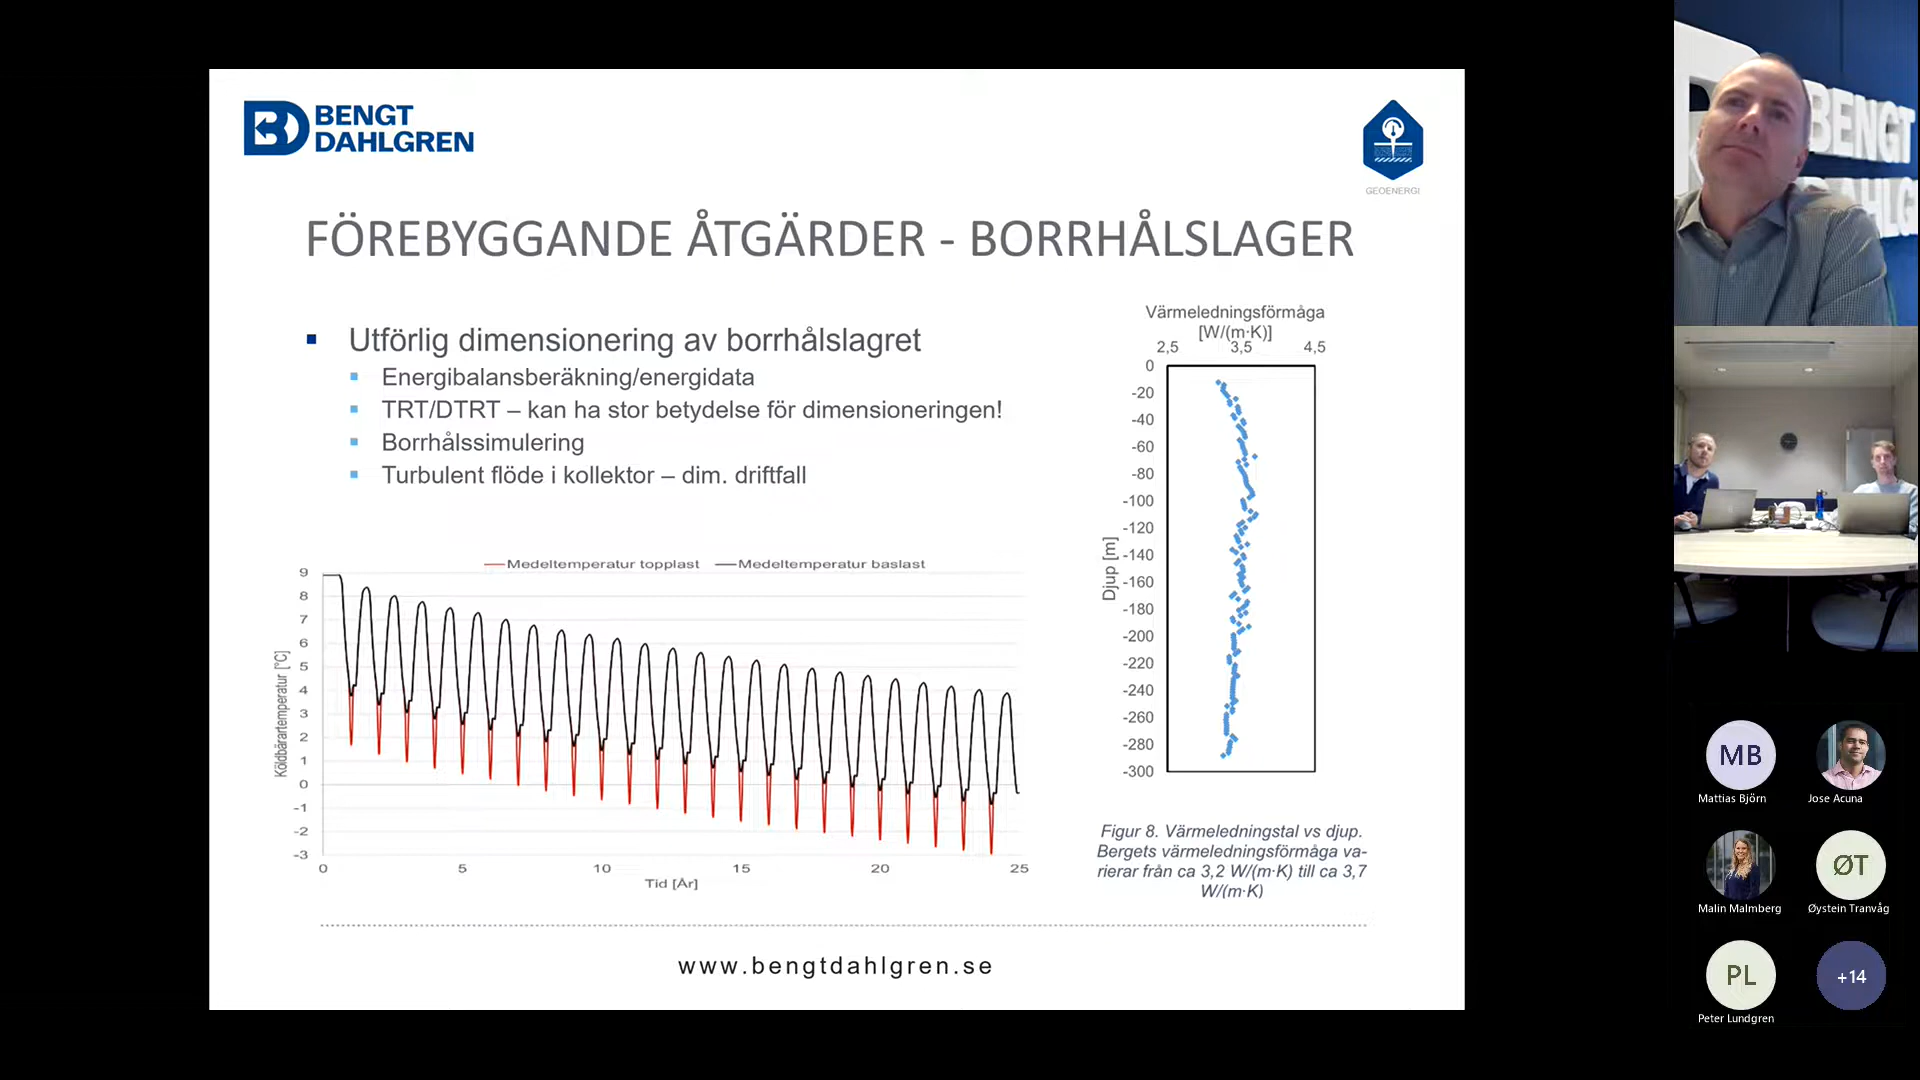 BENGT
DAHLGREN
GEOENERGI
FÖREBYGGANDE ÅTGÄRDER - BORRHÅLSLAGER
Utförlig dimensionering av borrhålslagret
Energibalansberäkning/energidata
TRT/DTRT – kan ha stor betydelse för dimensioneringen!
Borrhålssimulering
Turbulent flöde i kollektor – dim. driftfall
Medeltemperatur topplast
Medeltemperatur baslast
Köldbärartemperatur [°C]
9
8
7
6
5
4
3
2
1
0
-1
-2
-3
0 5 10 15 20 25
Tid [År]
Värmeledningsförmåga
[W/(m·K)]
2,5 3,5 4,5
Djup [m]
0
-20
-40
-60
-80
-100
-120
-140
-160
-180
-200
-220
-240
-260
-280
-300
Figur 8. Värmeledningstal vs djup.
Bergets värmeledningsförmåga va-
rierar från ca 3,2 W/(m·K) till ca 3,7
W/(m·K)
www.bengtdahlgren.se
BENGT
MB
Mattias Björn
Jose Acuna
Malin Malmberg
ØT
Øystein Tranvåg
PL
Peter Lundgren
+14